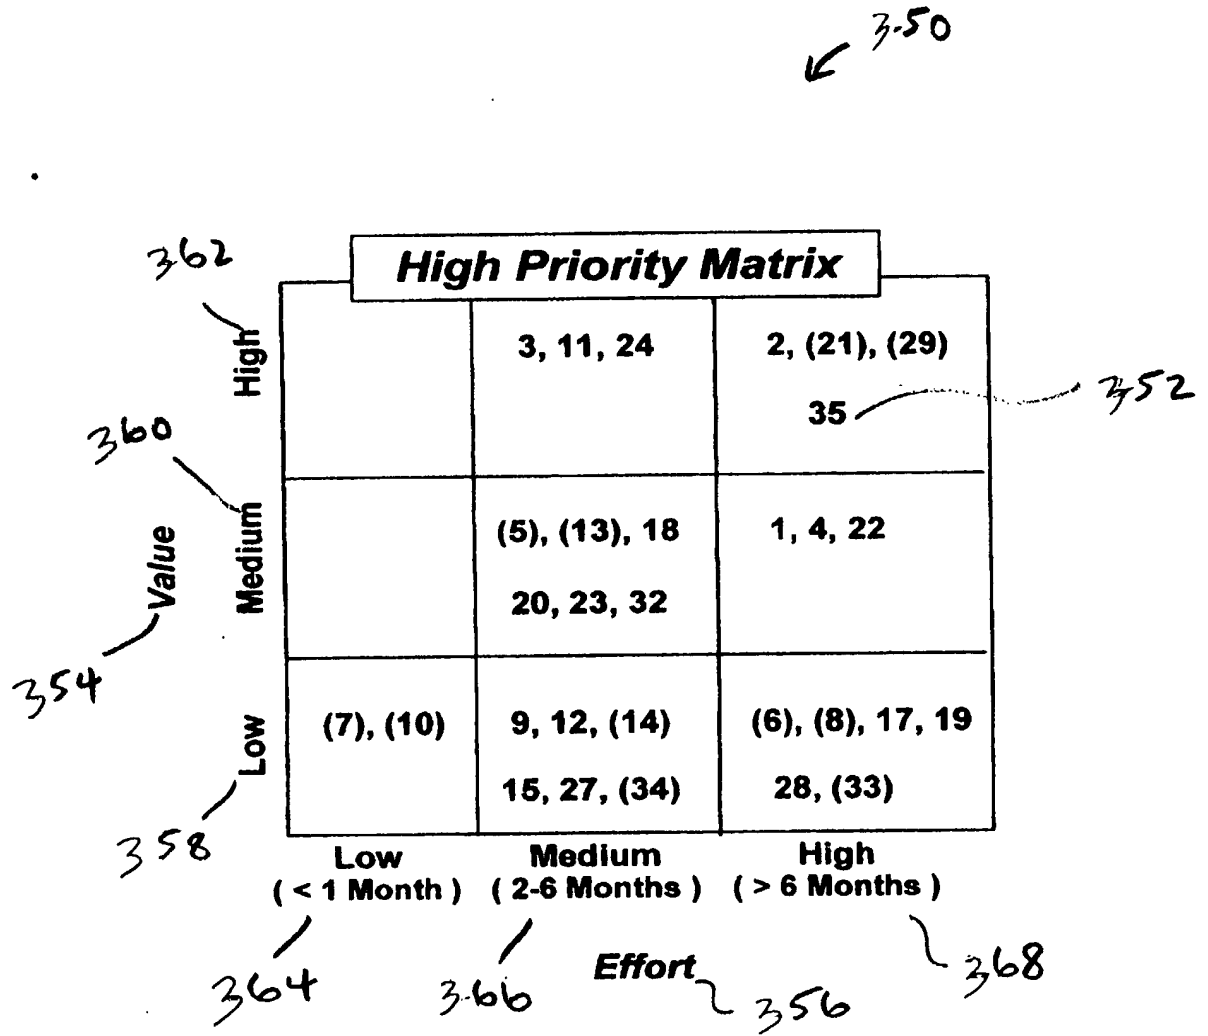 350
High Priority Matrix
362
High
3, 11, 24
2, (21), (29)
35
352
360
Medium
(5), (13), 18
1, 4, 22
20, 23, 32
Value
354
Low
(7), (10)
9, 12, (14)
(6), (8), 17, 19
15, 27, (34)
28, (33)
358
Low
Medium
High
( < 1 Month )
( 2-6 Months )
( > 6 Months )
364
366
Effort
356
368